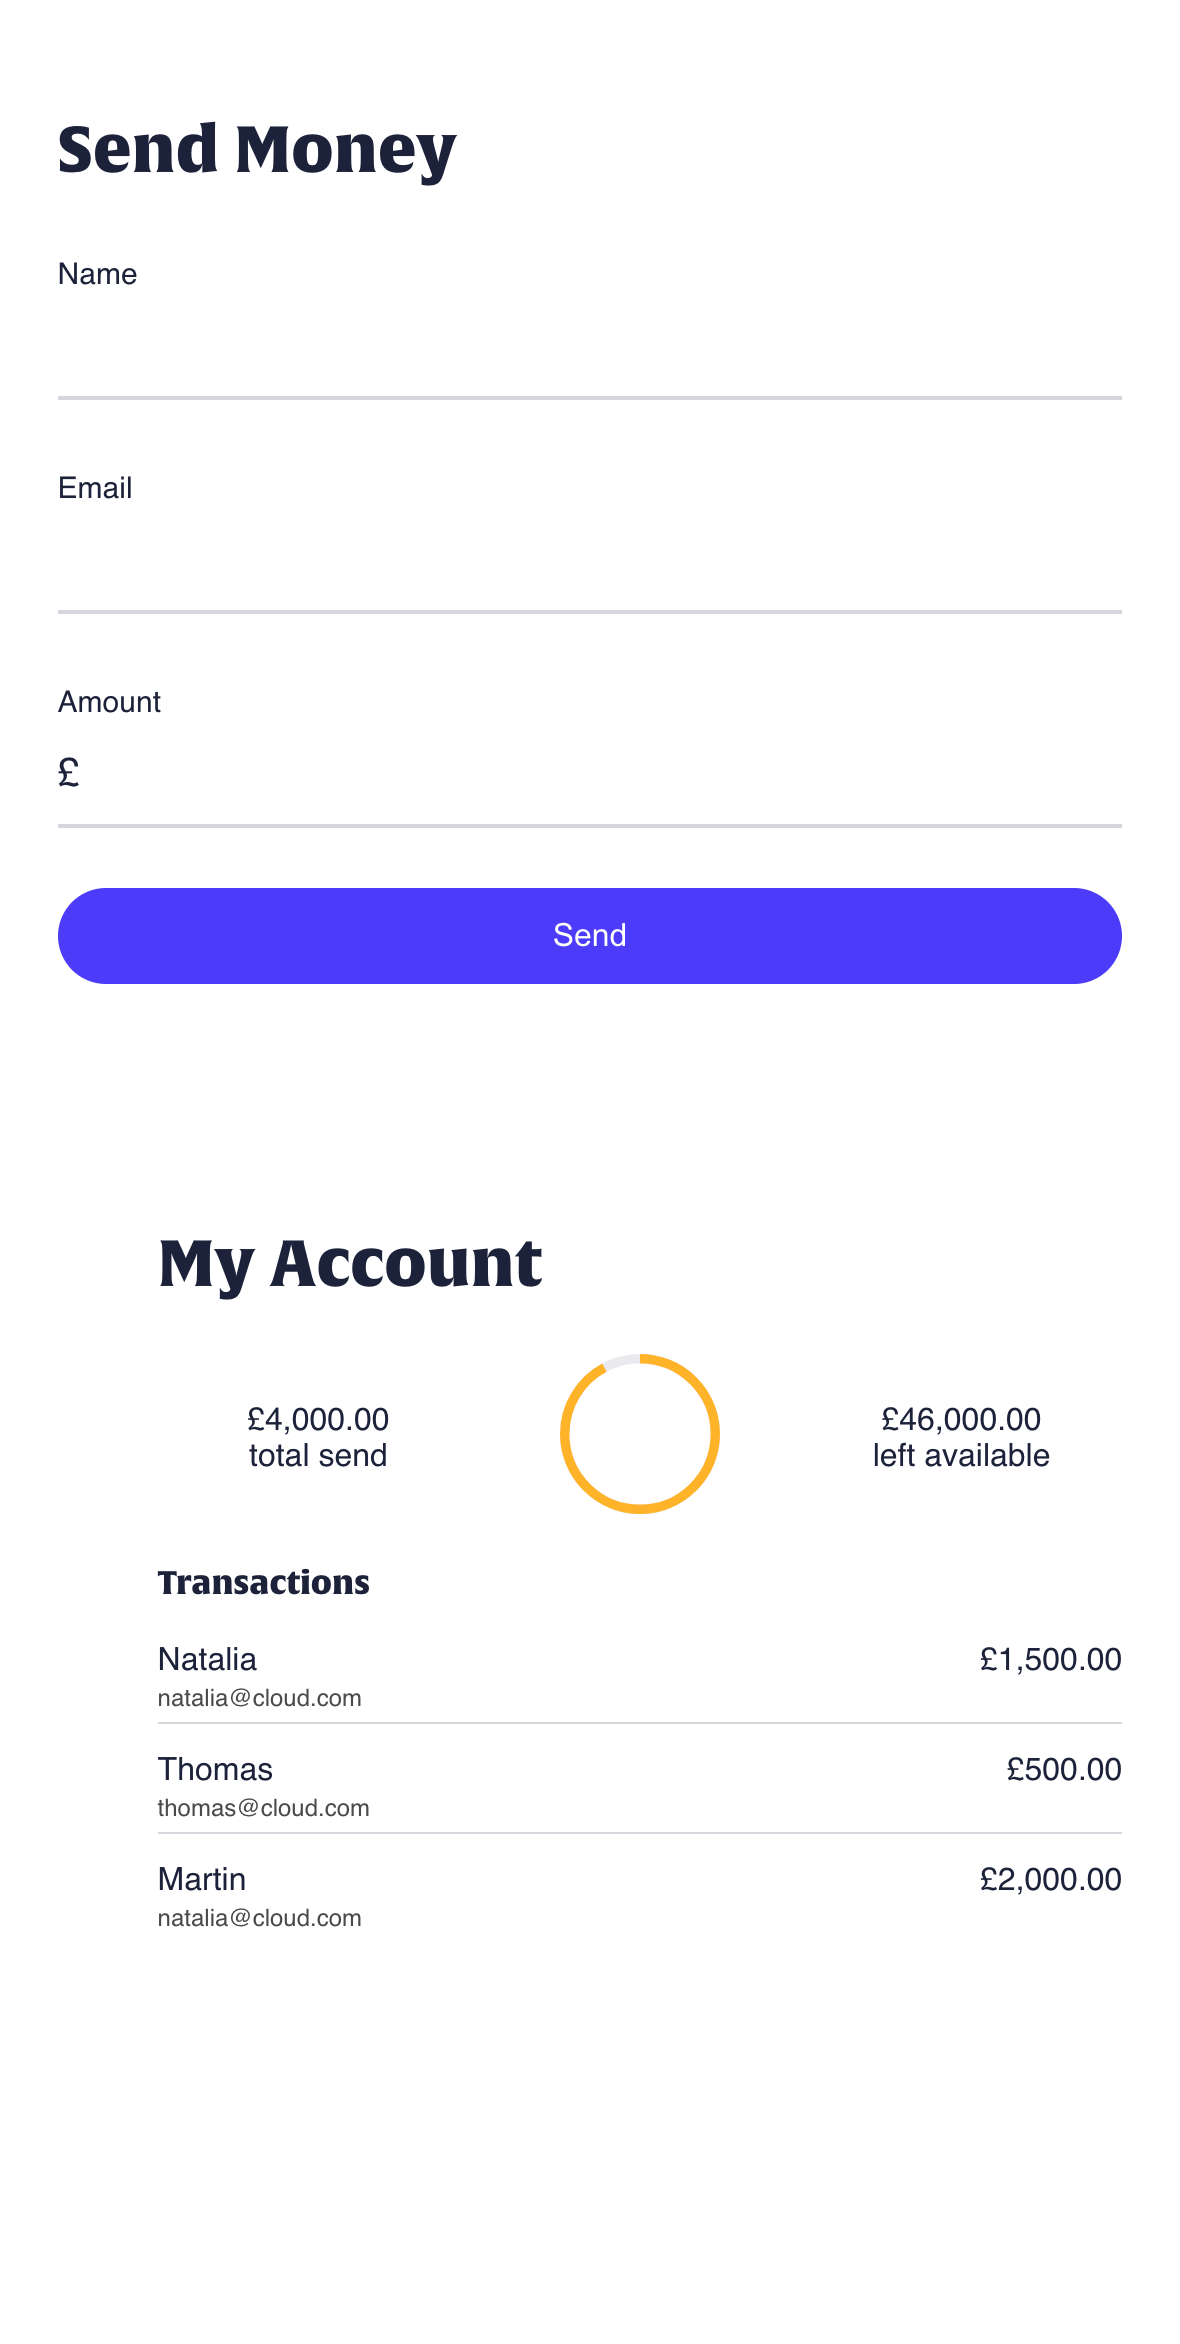 Send Money
Name
Email
Amount
£
Send
My Account
£4,000.00
total send
£46,000.00
left available
Transactions
Natalia £1,500.00
natalia@cloud.com
Thomas £500.00
thomas@cloud.com
Martin £2,000.00
natalia@cloud.com